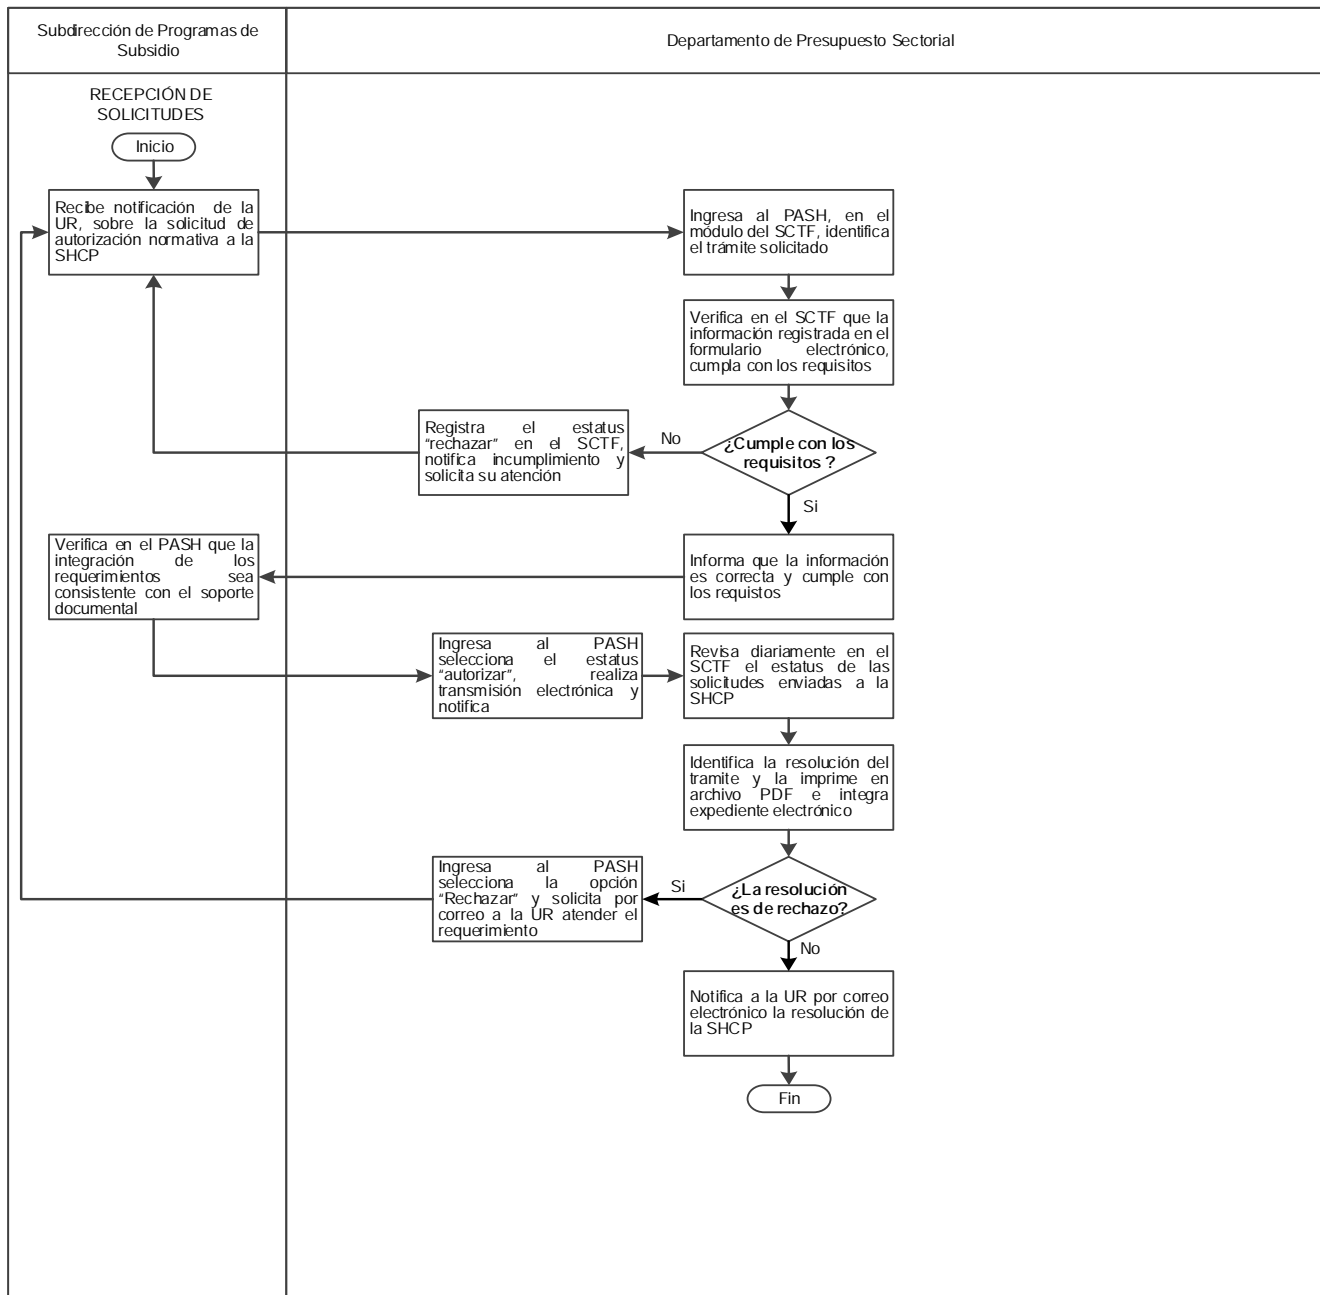 Subdirección de Programas de
Subsidio
Departamento de Presupuesto Sectorial
RECEPCIÓN DE
SOLICITUDES
Inicio
Recibe notificación de la
UR, sobre la solicitud de
autorización normativa a la
SHCP
Ingresa al PASH, en el
módulo del SCTF, identifica
el trámite solicitado
Verifica en el SCTF que la
información registrada en el
formulario electrónico,
cumpla con los requisitos
¿Cumple con los
requisitos ?
No
Registra el estatus
“rechazar” en el SCTF,
notifica incumplimiento y
solicita su atención
Si
Informa que la información
es correcta y cumple con
los requistos
Verifica en el PASH que la
integración de los
requerimientos sea
consistente con el soporte
documental
Ingresa al PASH
selecciona el estatus
“autorizar”, realiza
transmisión electrónica y
notifica
Revisa diariamente en el
SCTF el estatus de las
solicitudes enviadas a la
SHCP
Identifica la resolución del
tramite y la imprime en
archivo PDF e integra
expediente electrónico
¿La resolución
es de rechazo?
Si
Ingresa al PASH
selecciona la opción
“Rechazar” y solicita por
correo a la UR atender el
requerimiento
No
Notifica a la UR por correo
electrónico la resolución de
la SHCP
Fin